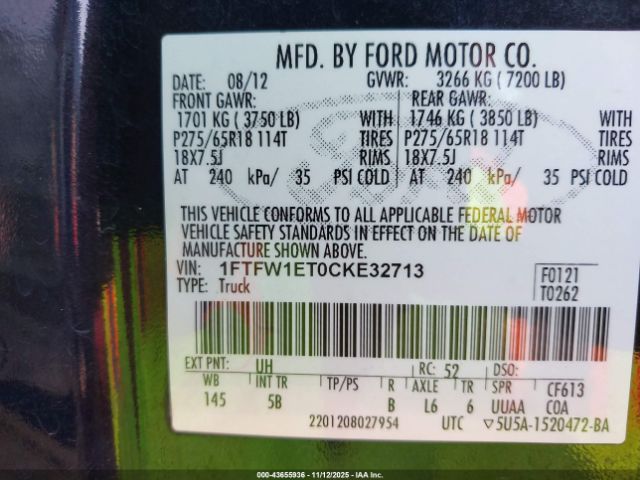 MFD. BY FORD MOTOR CO.
DATE: 08/12 GVWR: 3266 KG ( 7200 LB)
FRONT GAWR: REAR GAWR:
1701 KG ( 3750 LB) WITH 1746 KG ( 3850 LB) WITH
P275/65R18 114T TIRES P275/65R18 114T TIRES
18X7.5J RIMS 18X7.5J RIMS
AT 240 kPa/ 35 PSI COLD AT 240 kPa/ 35 PSI COLD
THIS VEHICLE CONFORMS TO ALL APPLICABLE FEDERAL MOTOR
VEHICLE SAFETY STANDARDS IN EFFECT ON THE DATE OF
MANUFACTURE SHOWN ABOVE.
VIN: 1FTFW1ET0CKE32713 F0121
TYPE: Truck T0262
EXT PNT: UH RC: 52 DSO:
WB INT TR TP/PS R AXLE TR SPR CF613
145 5B B L6 6 UUAA COA
2201208027954 UTC ▽5U5A-1520472-BA
000-43655936 - 11/12/2025 - IAAI.com